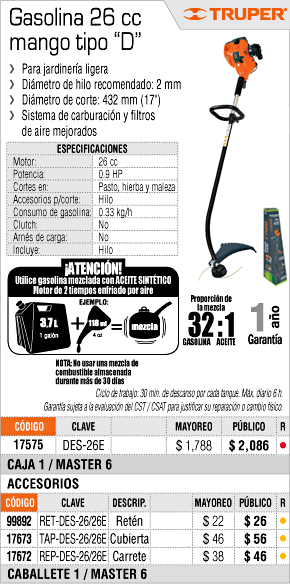 Gasolina 26 cc
mango tipo “D”
TRUPER®
Para jardinería ligera
Diámetro de hilo recomendado: 2 mm
Diámetro de corte: 432 mm (17")
Sistema de carburación y filtros
de aire mejorados
ESPECIFICACIONES
Motor: 26 cc
Potencia: 0.9 HP
Cortes en: Pasto, hierba y maleza
Accesorios p/corte: Hilo
Consumo de gasolina: 0.33 kg/h
Clutch: No
Arnés de carga: No
Incluye: Hilo
¡ATENCIÓN!
Utilice gasolina mezclada con ACEITE SINTÉTICO
Motor de 2 tiempos enfriado por aire
EJEMPLO:
3,7 L
1 galón
+
118 ml
4 oz
=
mezcla
Proporción de
la mezcla
32:1
GASOLINA ACEITE
1 año
Garantía
NOTA: No usar una mezcla de
combustible almacenada
durante más de 30 días
Ciclo de trabajo: 30 min. de descanso por cada tanque. Máx. diario 6 h.
Garantía sujeta a la evaluación del CST / CSAT para justificar su reparación o cambio físico.
CÓDIGO CLAVE MAYOREO PÚBLICO R
17575 DES-26E $ 1,788 $ 2,086
CAJA 1 / MASTER 6
ACCESORIOS
CÓDIGO CLAVE DESCRIP. MAYOREO PÚBLICO R
99892 RET-DES-26/26E Retén $ 22 $ 26
17673 TAP-DES-26/26E Cubierta $ 46 $ 56
17672 REP-DES-26/26E Carrete $ 38 $ 46
CABALLETE 1 / MASTER 6